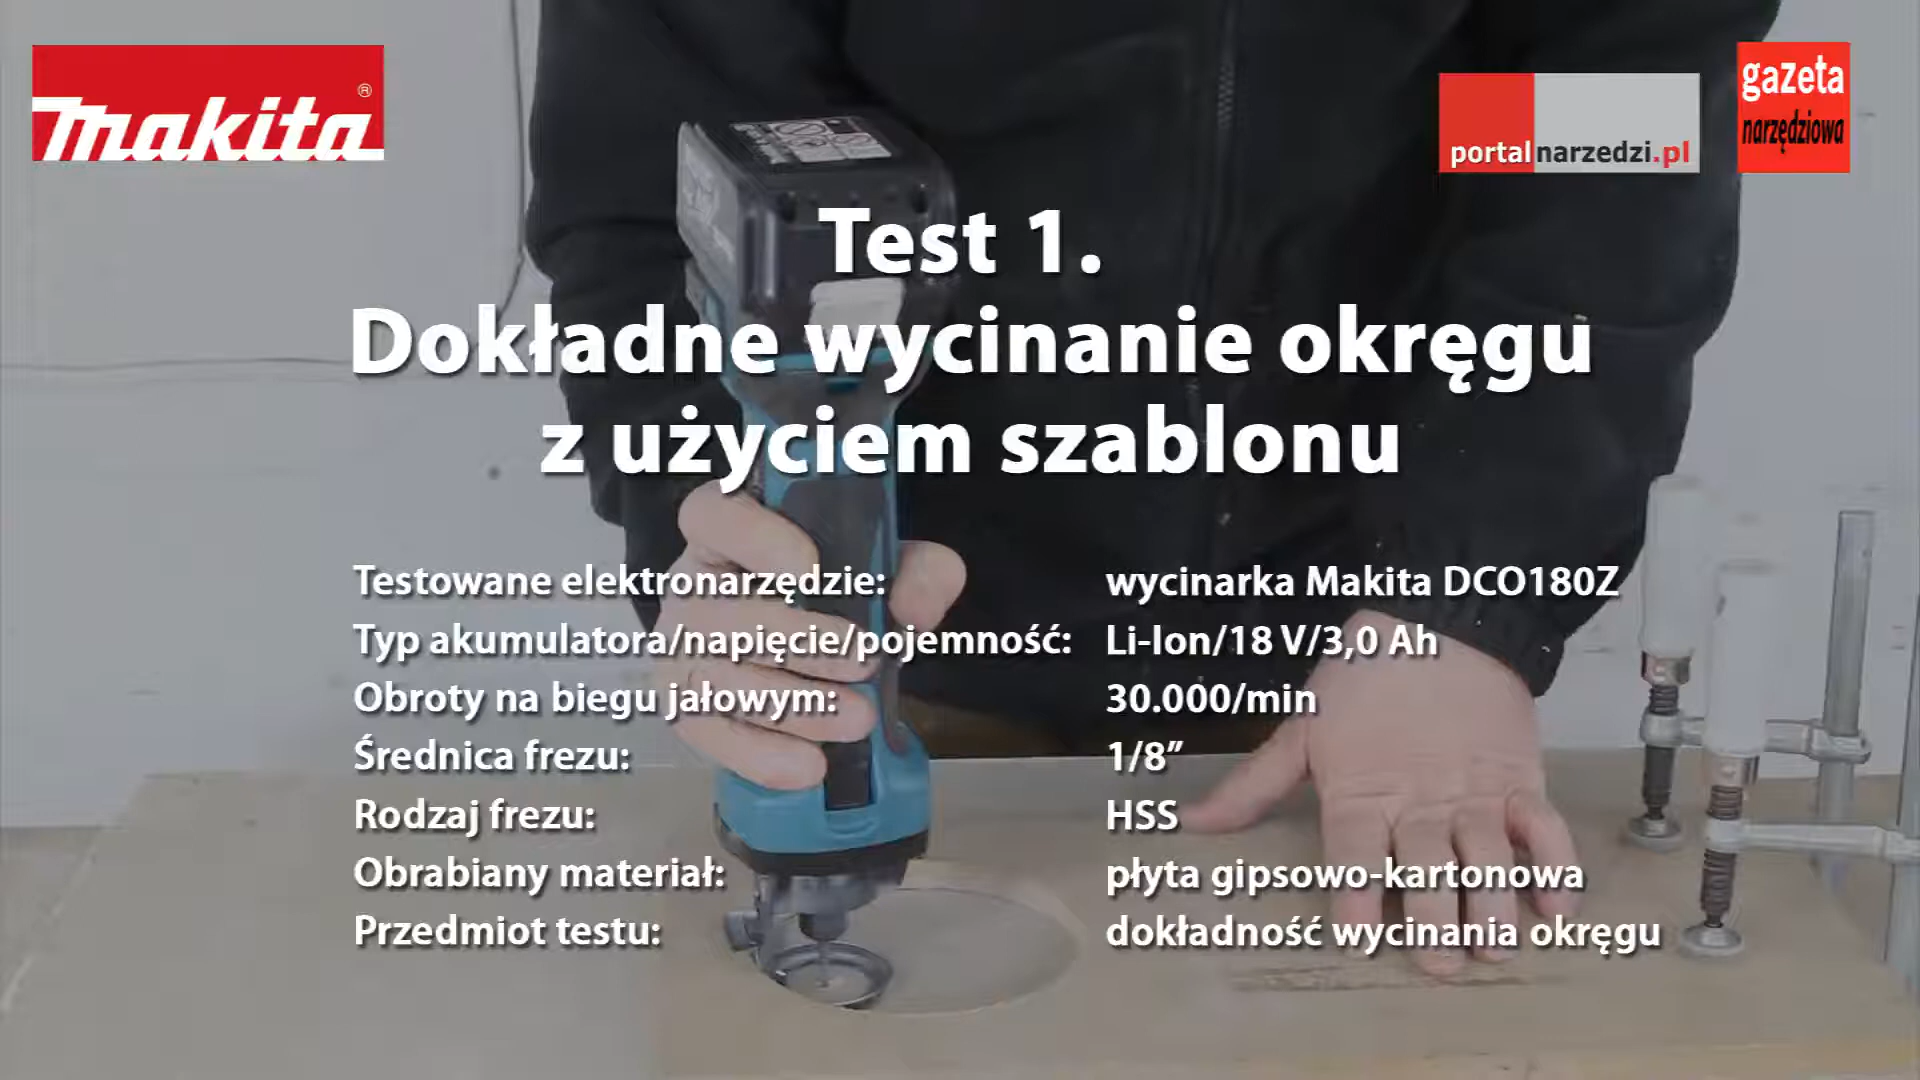 Makita®
portalnarzedzi.pl
gazeta
narzędziowa
Test 1.
Dokładne wycinanie okręgu
z użyciem szablonu
Testowane elektronarzędzie: wycinarka Makita DCO180Z
Typ akumulatora/napięcie/pojemność: Li-Ion/18 V/3,0 Ah
Obroty na biegu jałowym: 30.000/min
Średnica frezu: 1/8”
Rodzaj frezu: HSS
Obrabiany materiał: płyta gipsowo-kartonowa
Przedmiot testu: dokładność wycinania okręgu